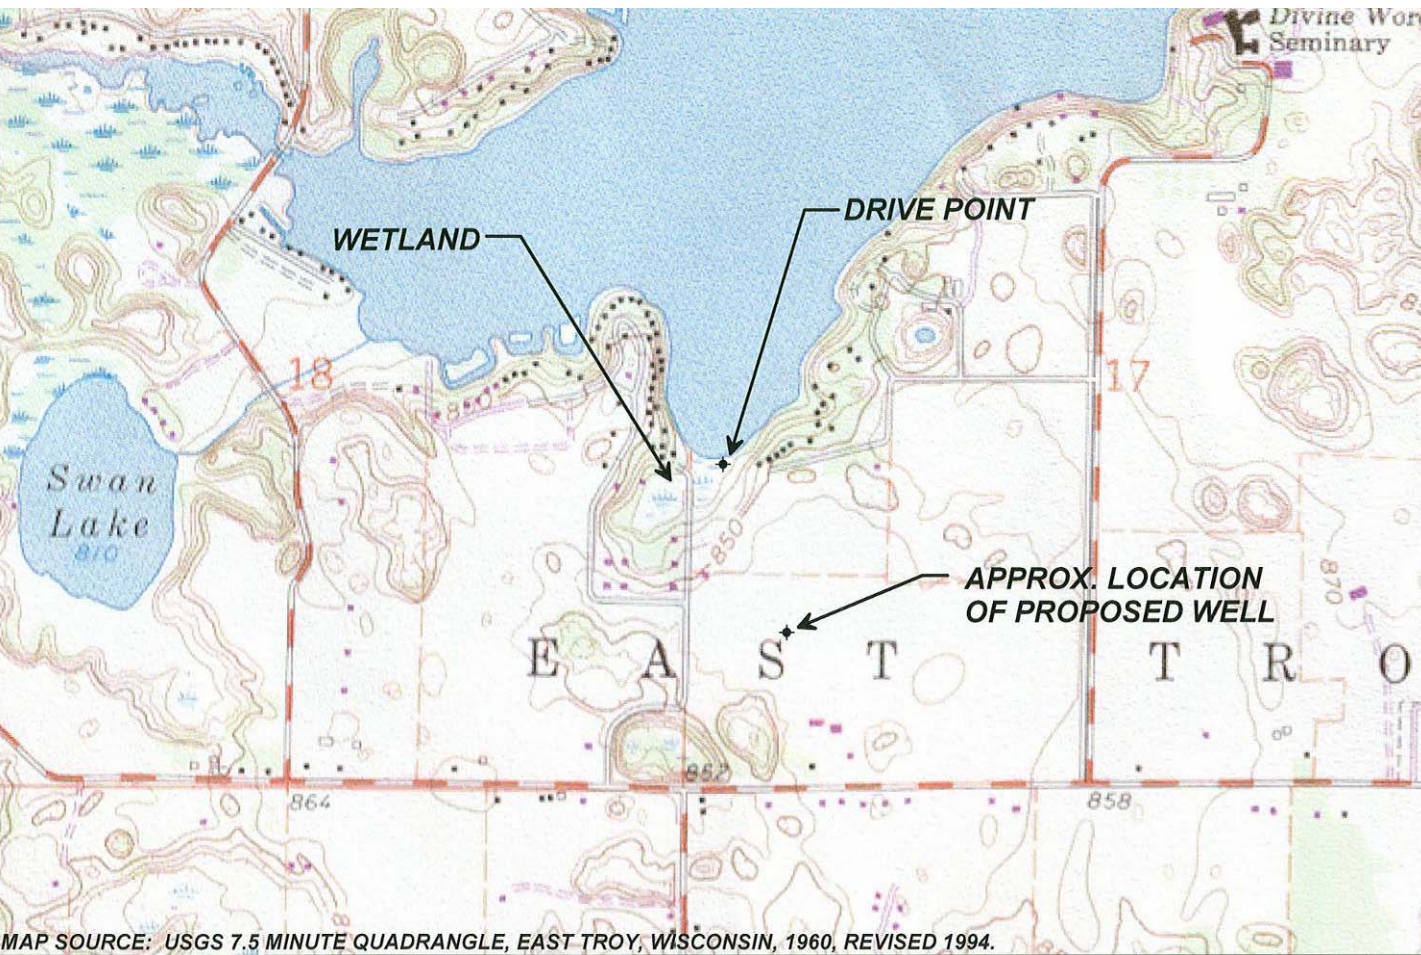 Divine Wor
Seminary
DRIVE POINT
WETLAND
18
17
850
Swan
Lake
810
850
APPROX. LOCATION
OF PROPOSED WELL
870
E A S T T R O
852
864
858
MAP SOURCE: USGS 7.5 MINUTE QUADRANGLE, EAST TROY, WISCONSIN, 1960, REVISED 1994.